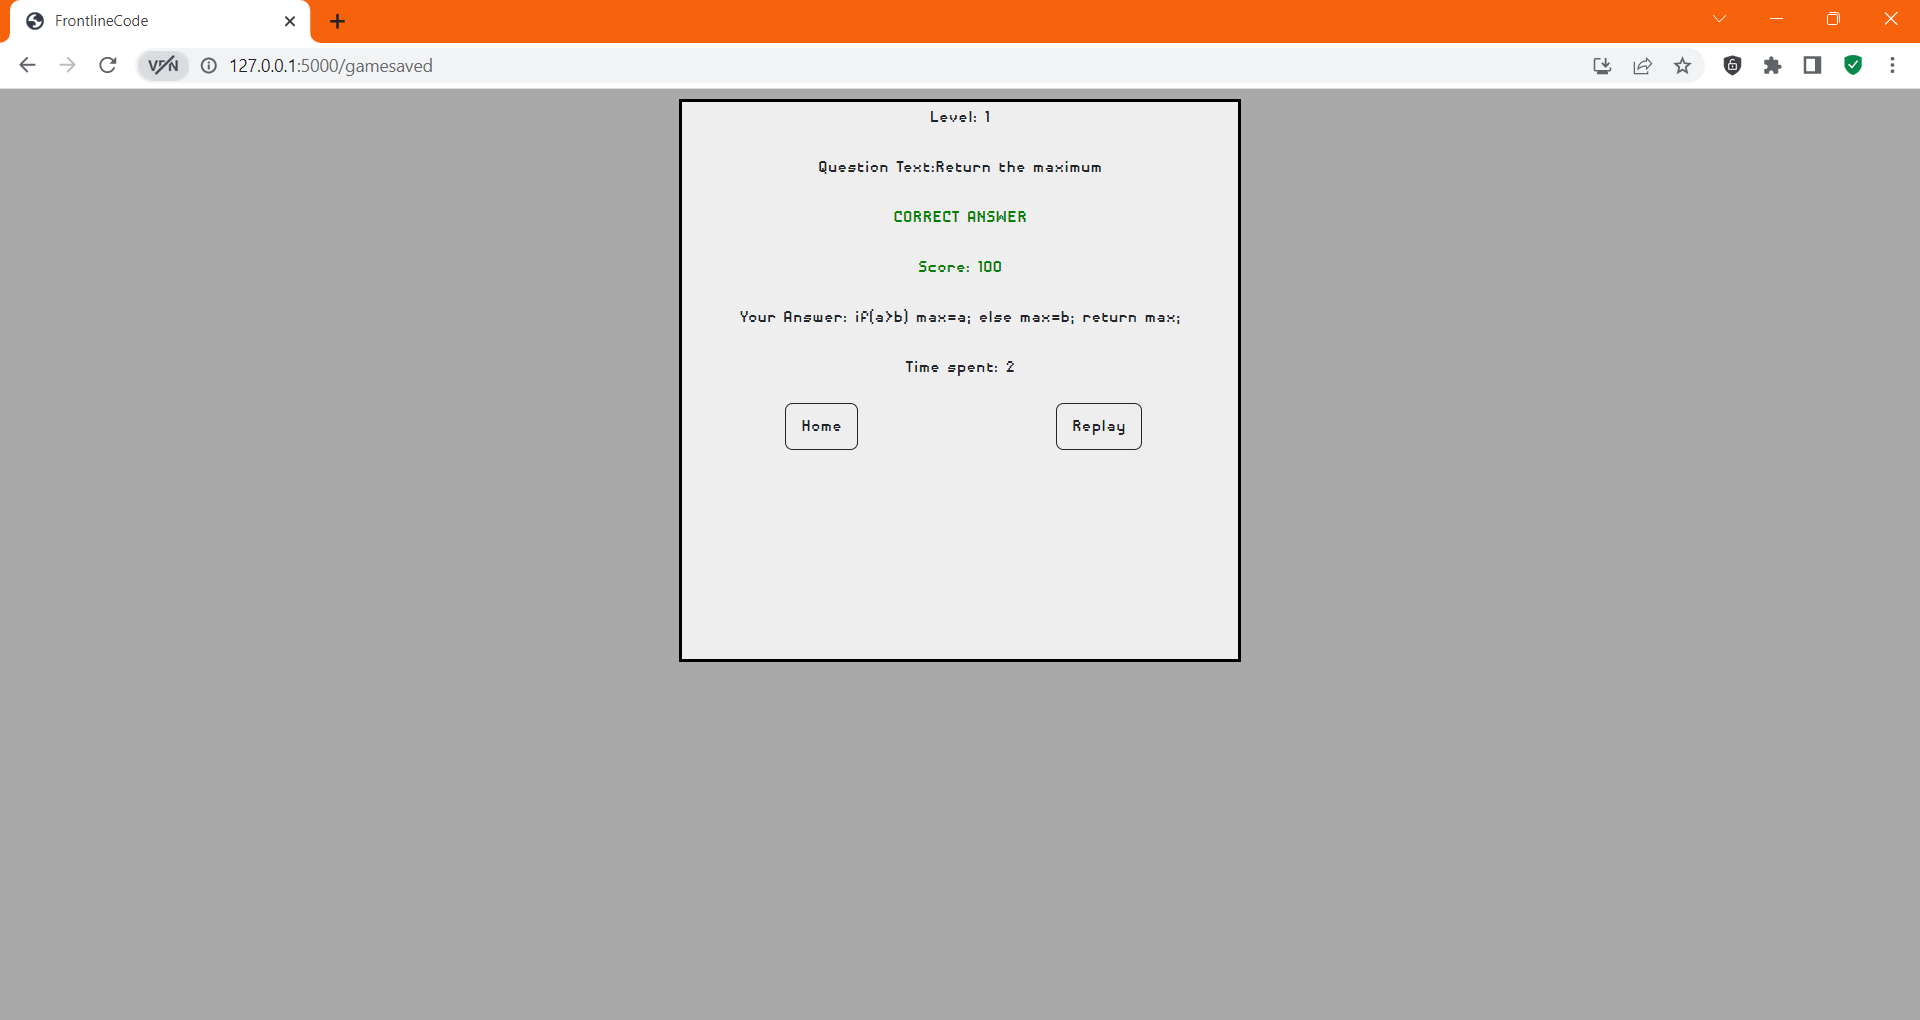 FrontlineCode
VPN
127.0.0.1:5000/gamesaved
Level: 1
Question Text:Return the maximum
CORRECT ANSWER
Score: 100
Your Answer: if(a>b) max=a; else max=b; return max;
Time spent: 2
Home
Replay